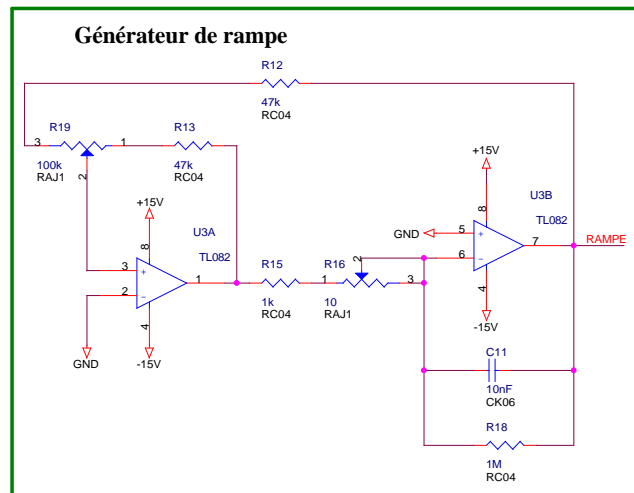 Générateur de rampe
R12
47k
RC04
R19
3
1
100k
RAJ1
2
R13
47k
RC04
+15V
8
U3A
TL082
3
+
1
2
-
4
GND
-15V
R15
1k
RC04
R16
1
2
3
10
RAJ1
+15V
8
U3B
TL082
GND
5
+
7
RAMPE
6
-
4
-15V
C11
10nF
CK06
R18
1M
RC04